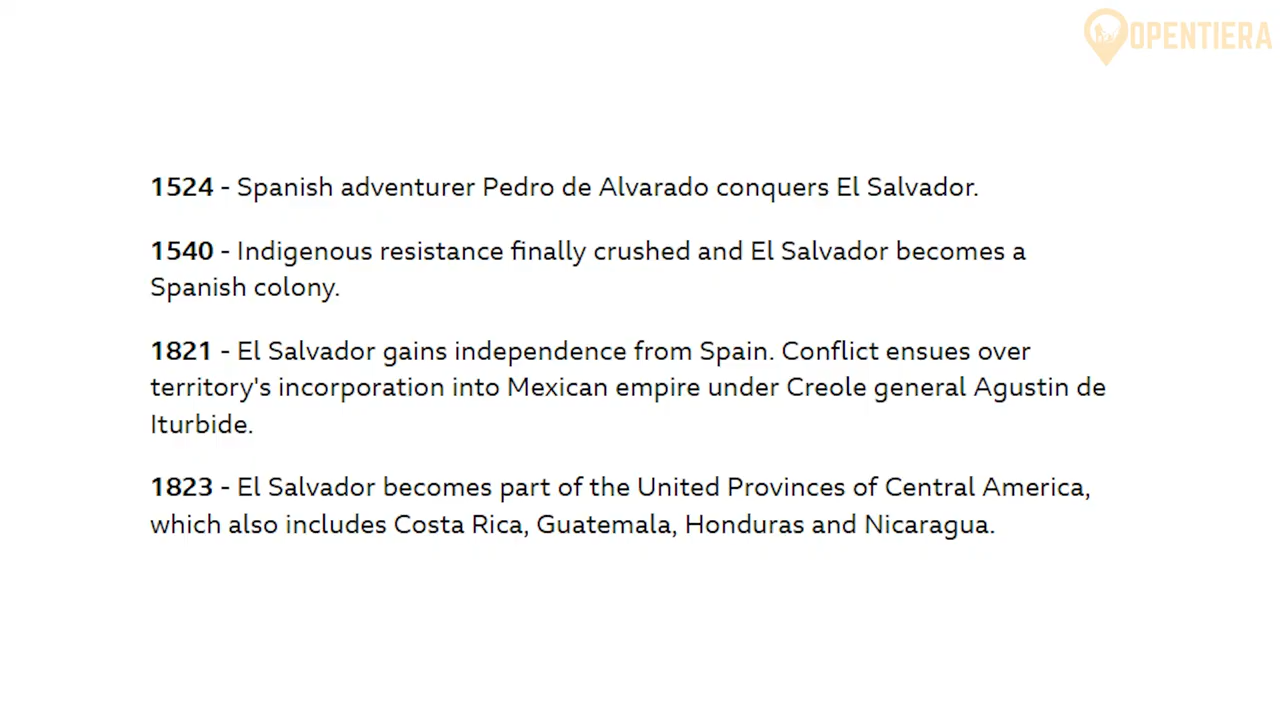 OPENTIERA
1524 - Spanish adventurer Pedro de Alvarado conquers El Salvador.
1540 - Indigenous resistance finally crushed and El Salvador becomes a
Spanish colony.
1821 - El Salvador gains independence from Spain. Conflict ensues over
territory's incorporation into Mexican empire under Creole general Agustin de
Iturbide.
1823 - El Salvador becomes part of the United Provinces of Central America,
which also includes Costa Rica, Guatemala, Honduras and Nicaragua.